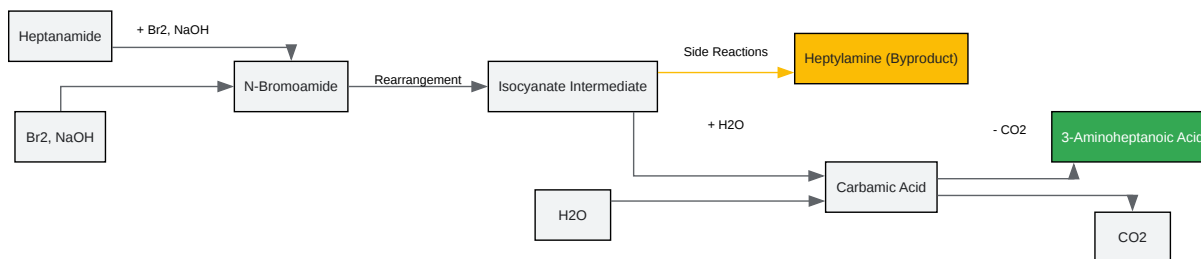 Heptanamide
+ Br2, NaOH
Side Reactions
Heptylamine (Byproduct)
N-Bromoamide
Rearrangement
Isocyanate Intermediate
Br2, NaOH
+ H2O
- CO2
3-Aminoheptanoic Acid
Carbamic Acid
H2O
CO2